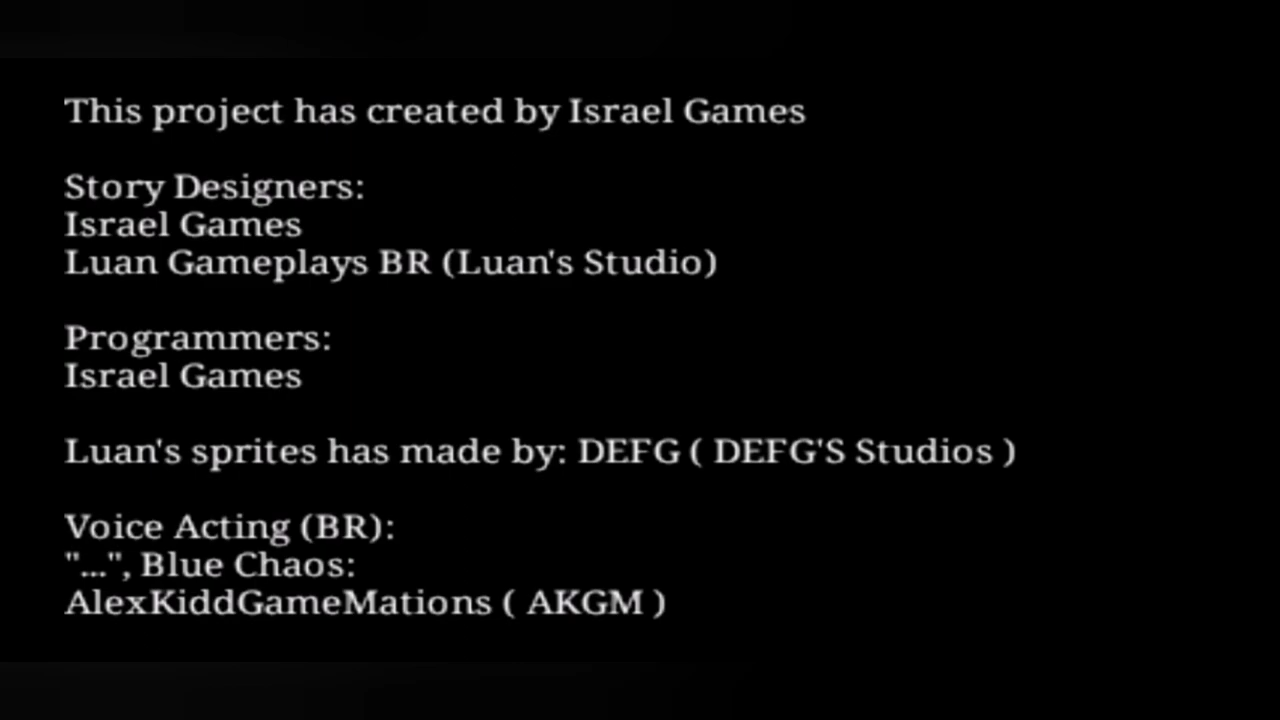 This project has created by Israel Games
Story Designers:
Israel Games
Luan Gameplays BR (Luan's Studio)
Programmers:
Israel Games
Luan's sprites has made by: DEFG ( DEFG'S Studios )
Voice Acting (BR):
"...", Blue Chaos:
AlexKiddGameMations ( AKGM )